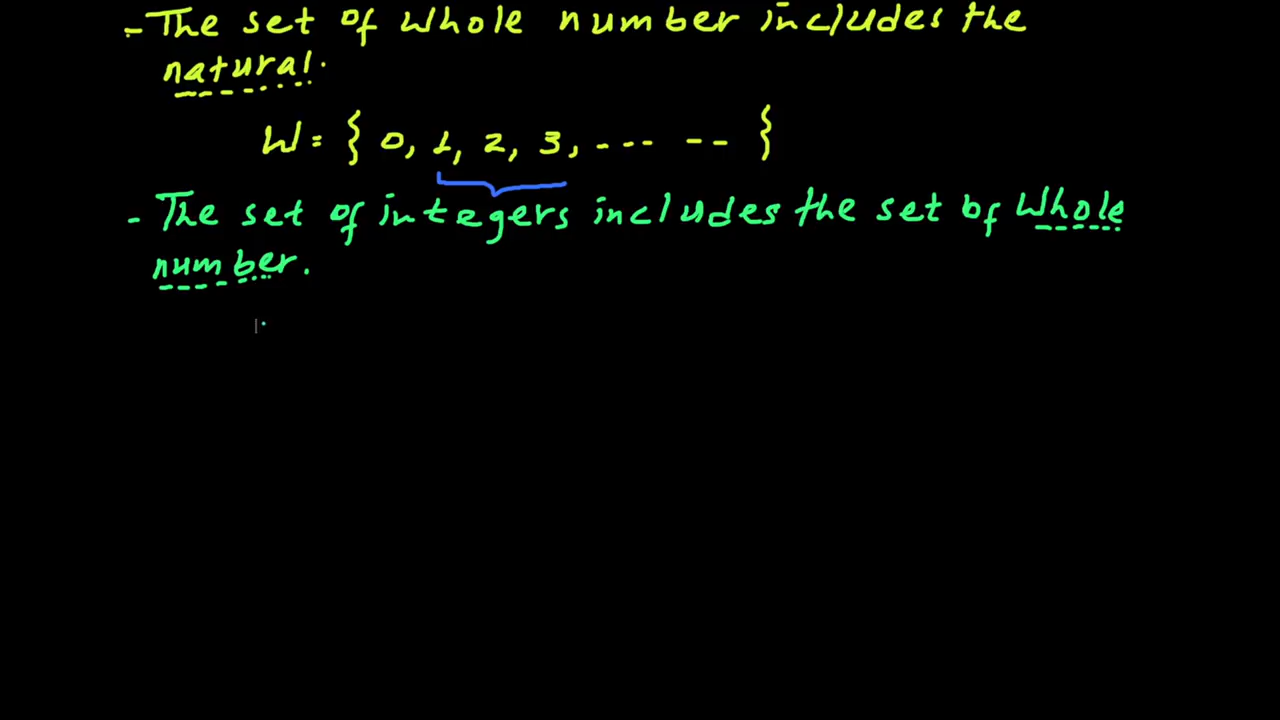 - The set of whole number includes the
natural.
W = { 0, 1, 2, 3, --- -- }
- The set of integers includes the set of whole
number.